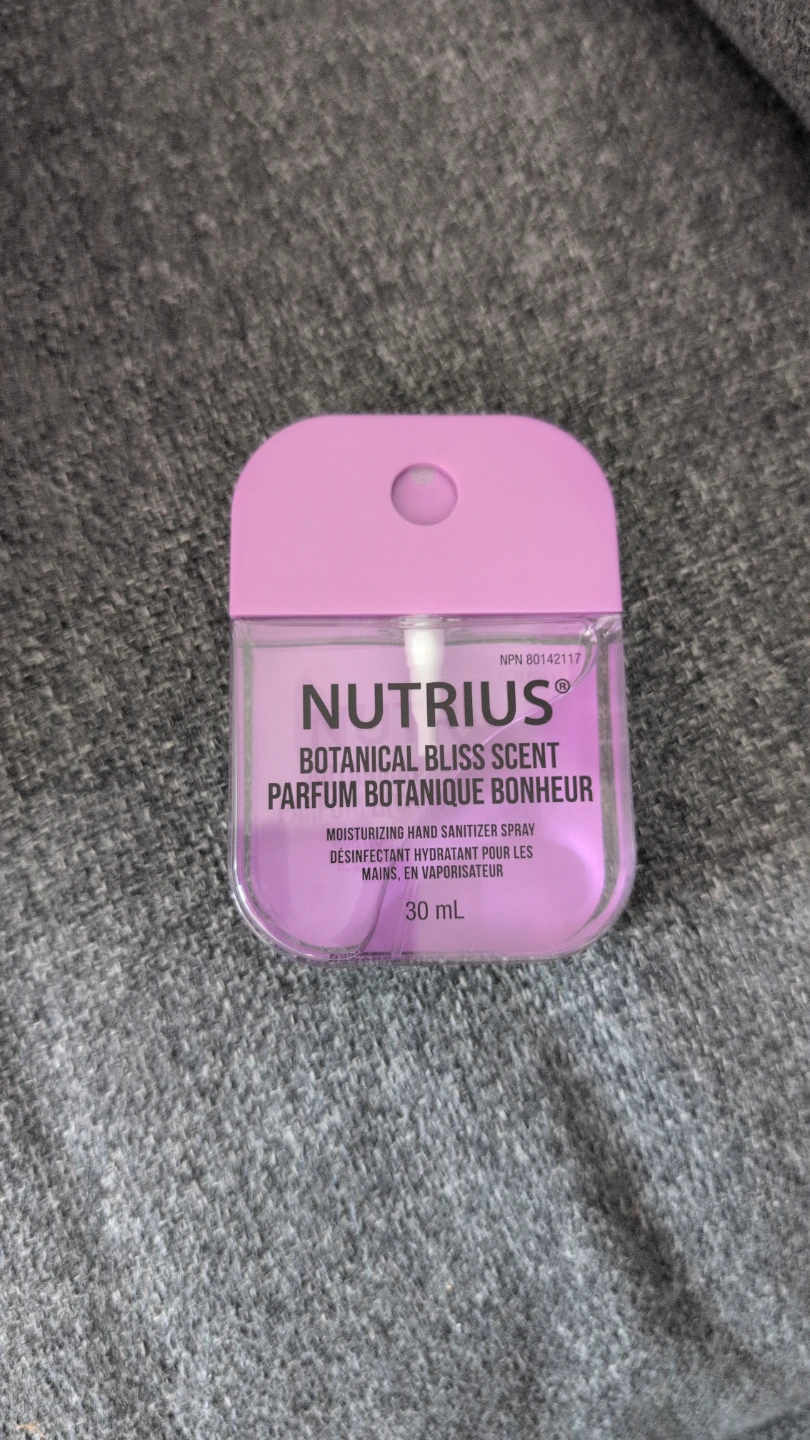 NPN 80142117
NUTRIUS®
BOTANICAL BLISS SCENT
PARFUM BOTANIQUE BONHEUR
MOISTURIZING HAND SANITIZER SPRAY
DÉSINFECTANT HYDRATANT POUR LES
MAINS, EN VAPORISATEUR
30 mL